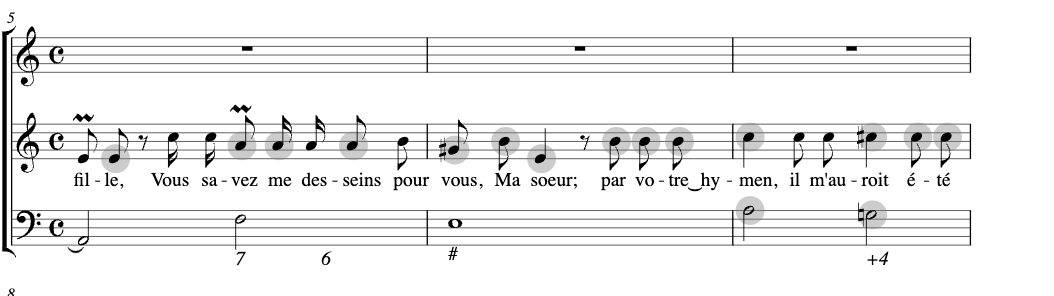 5
fil - le, Vous sa - vez me des - seins pour vous, Ma soeur; par vo - tre‿hy - men, il m'au - roit é - té
7 6 # +4
8